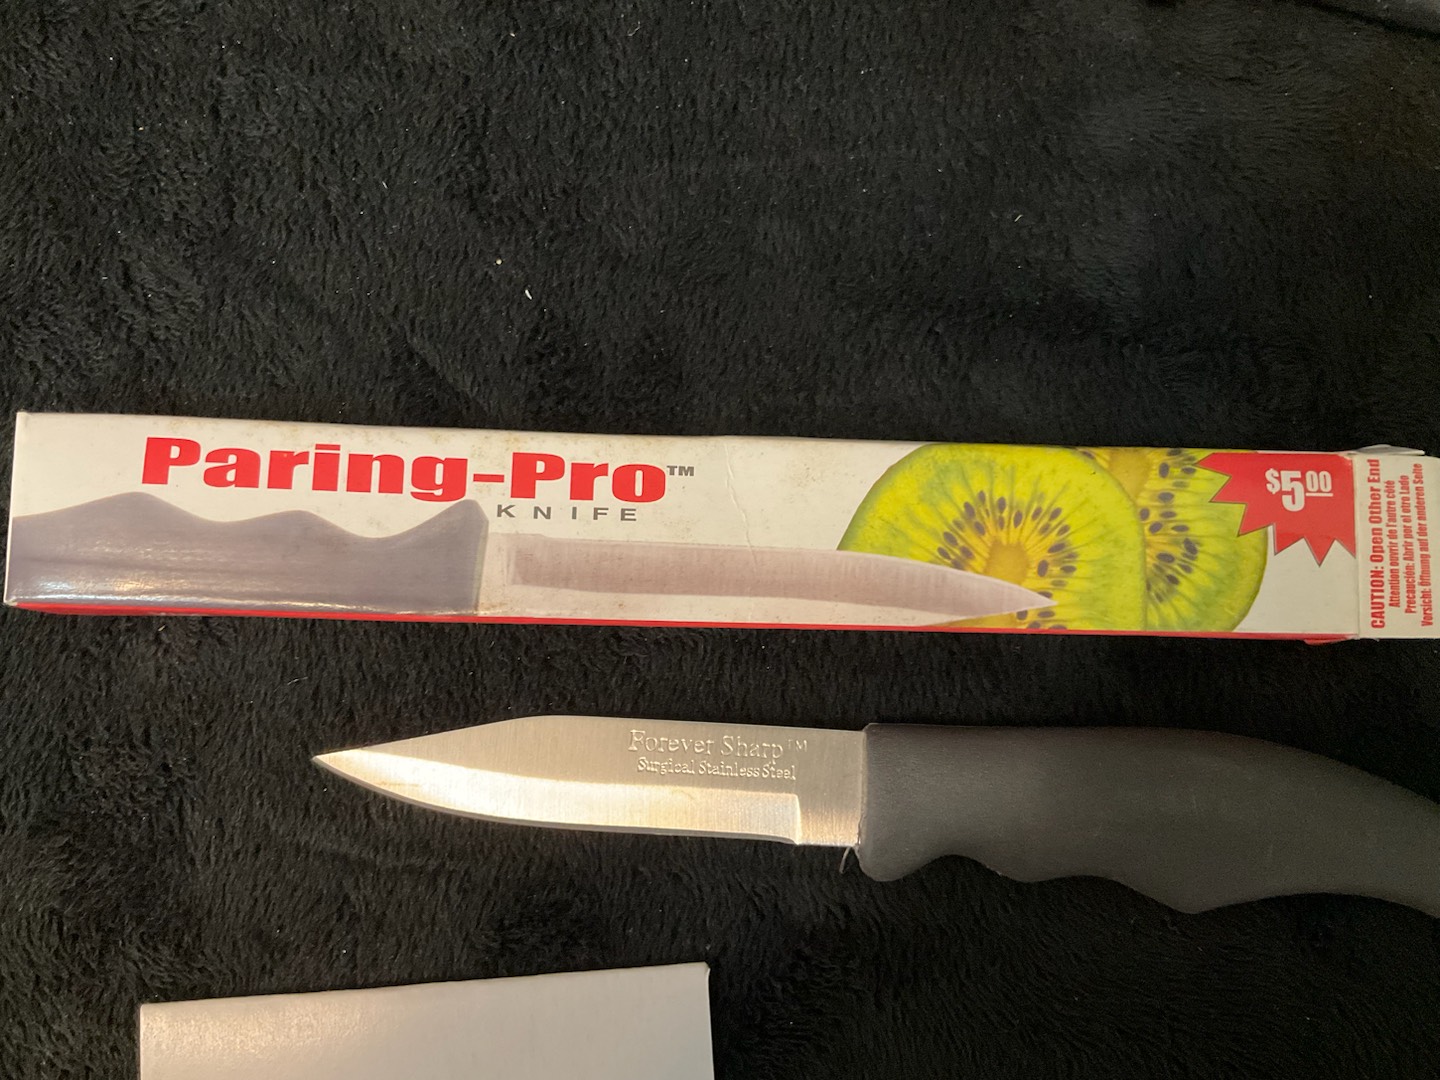 Paring-Pro™
KNIFE
$5.00
CAUTION: Open Other End
Attention ouvrir de l'autre côté
Precaución: Abrir por el otro Lado
Vorsicht: Öffnung auf der anderen Seite
Forever Sharp™
Surgical Stainless Steel